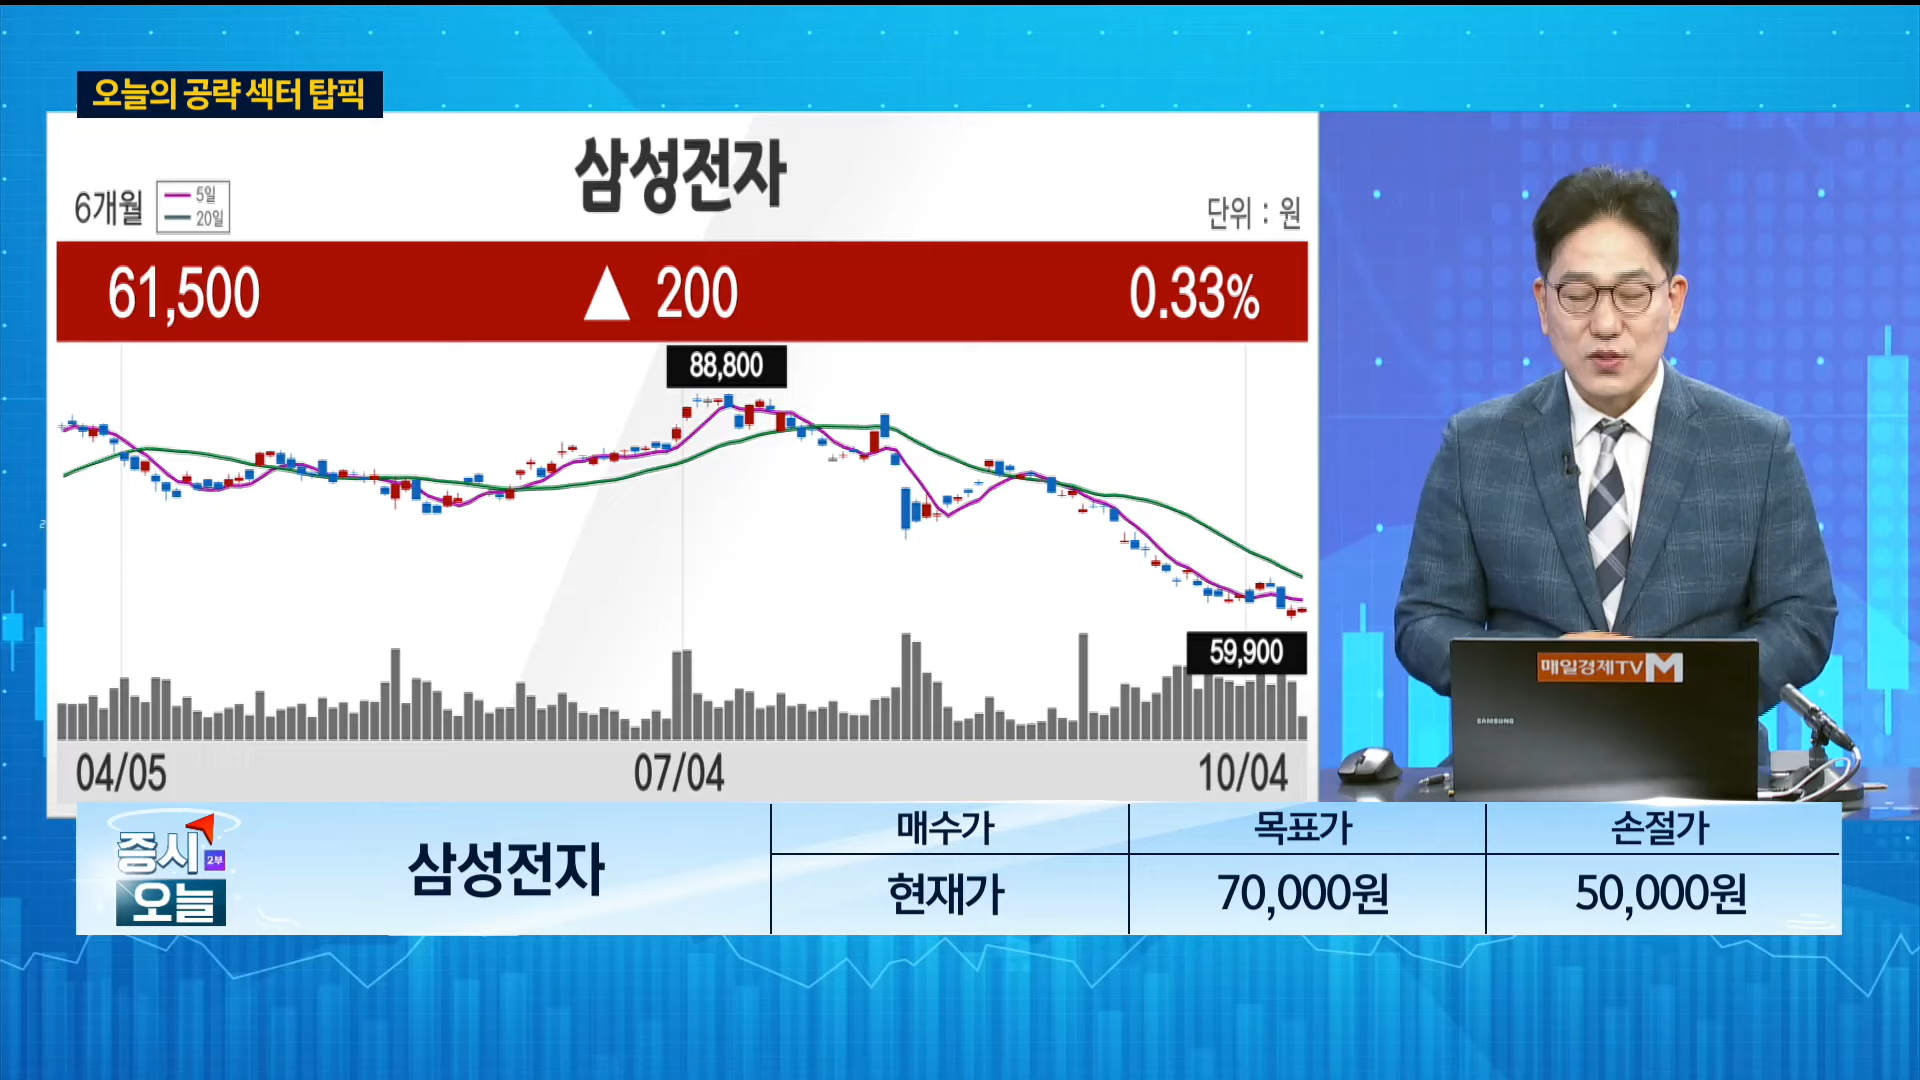 오늘의 공략 섹터 탑픽
삼성전자
6개월
5일
20일
단위 : 원
61,500 ▲ 200 0.33%
88,800
59,900
04/05 07/04 10/04
매일경제TV M
SAMSUNG
증시 2부
오늘
삼성전자
매수가 목표가 손절가
현재가 70,000원 50,000원